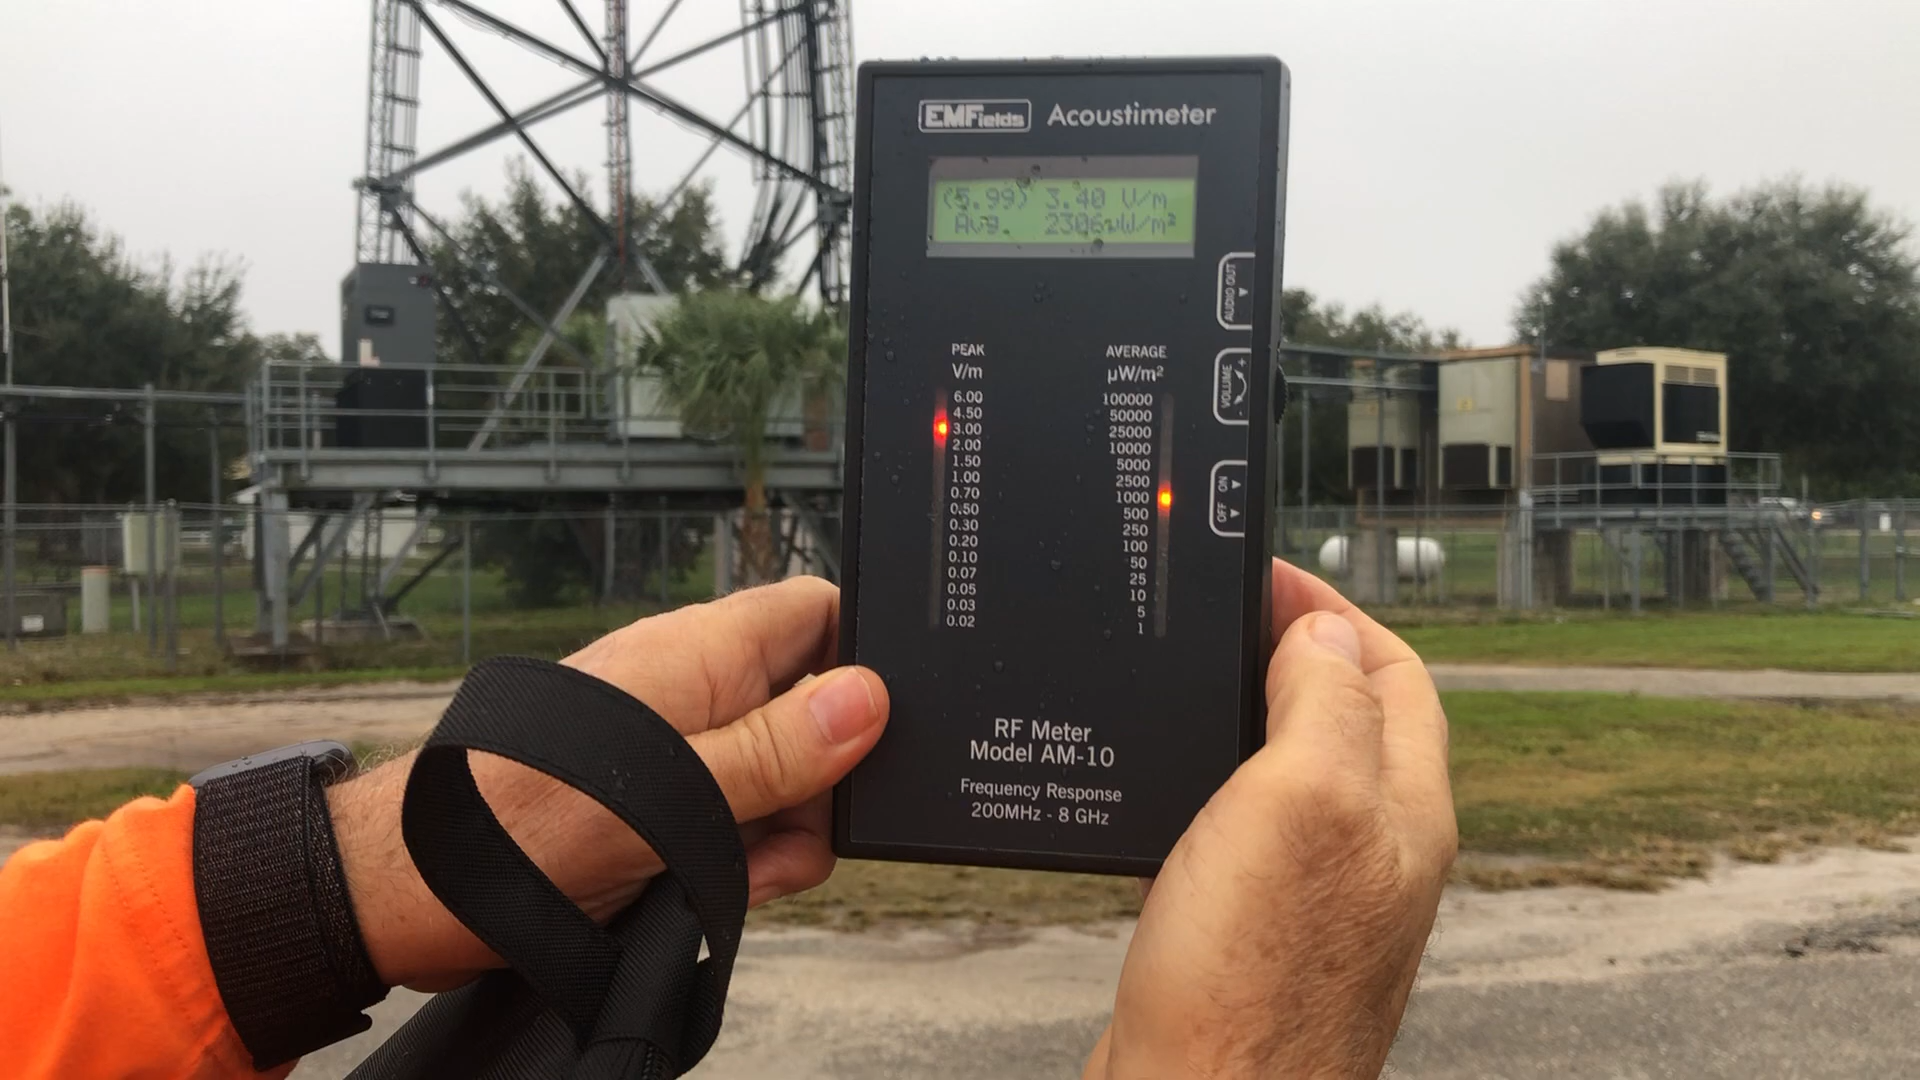 EMFields Acoustimeter
(5.99) 3.40 V/m
Avg. 2306µW/m²
AUDIO OUT
PEAK
V/m
6.00
4.50
3.00
2.00
1.50
1.00
0.70
0.50
0.30
0.20
0.10
0.07
0.05
0.03
0.02
AVERAGE
µW/m²
100000
50000
25000
10000
5000
2500
1000
500
250
100
50
25
10
5
1
VOLUME
- +
OFF ON
RF Meter
Model AM-10
Frequency Response
200MHz - 8 GHz